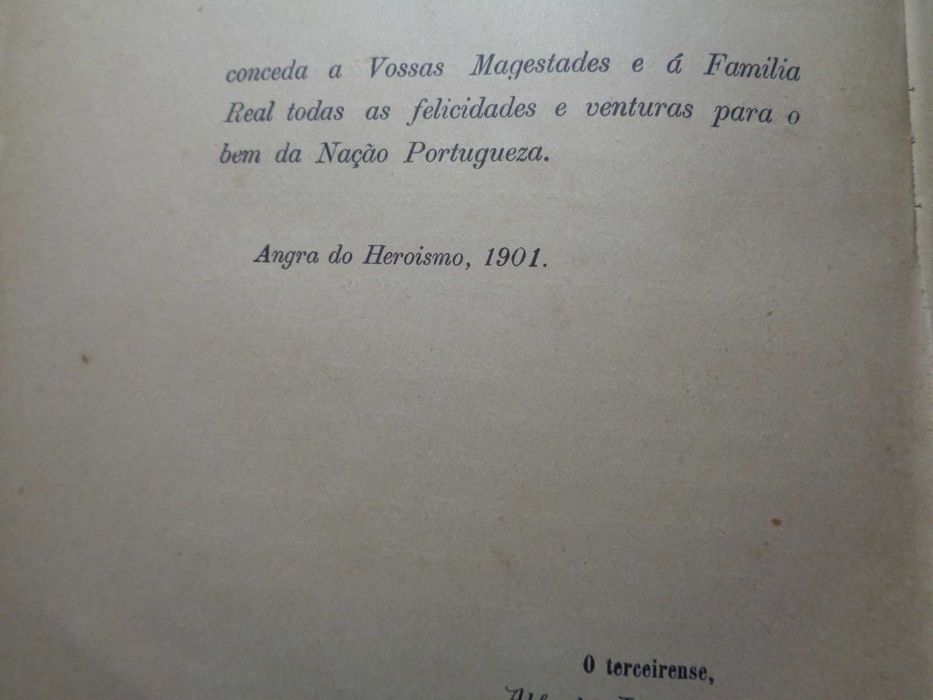 conceda a Vossas Magestades e á Familia
Real todas as felicidades e venturas para o
bem da Nação Portugueza.
Angra do Heroismo, 1901.
O terceirense,